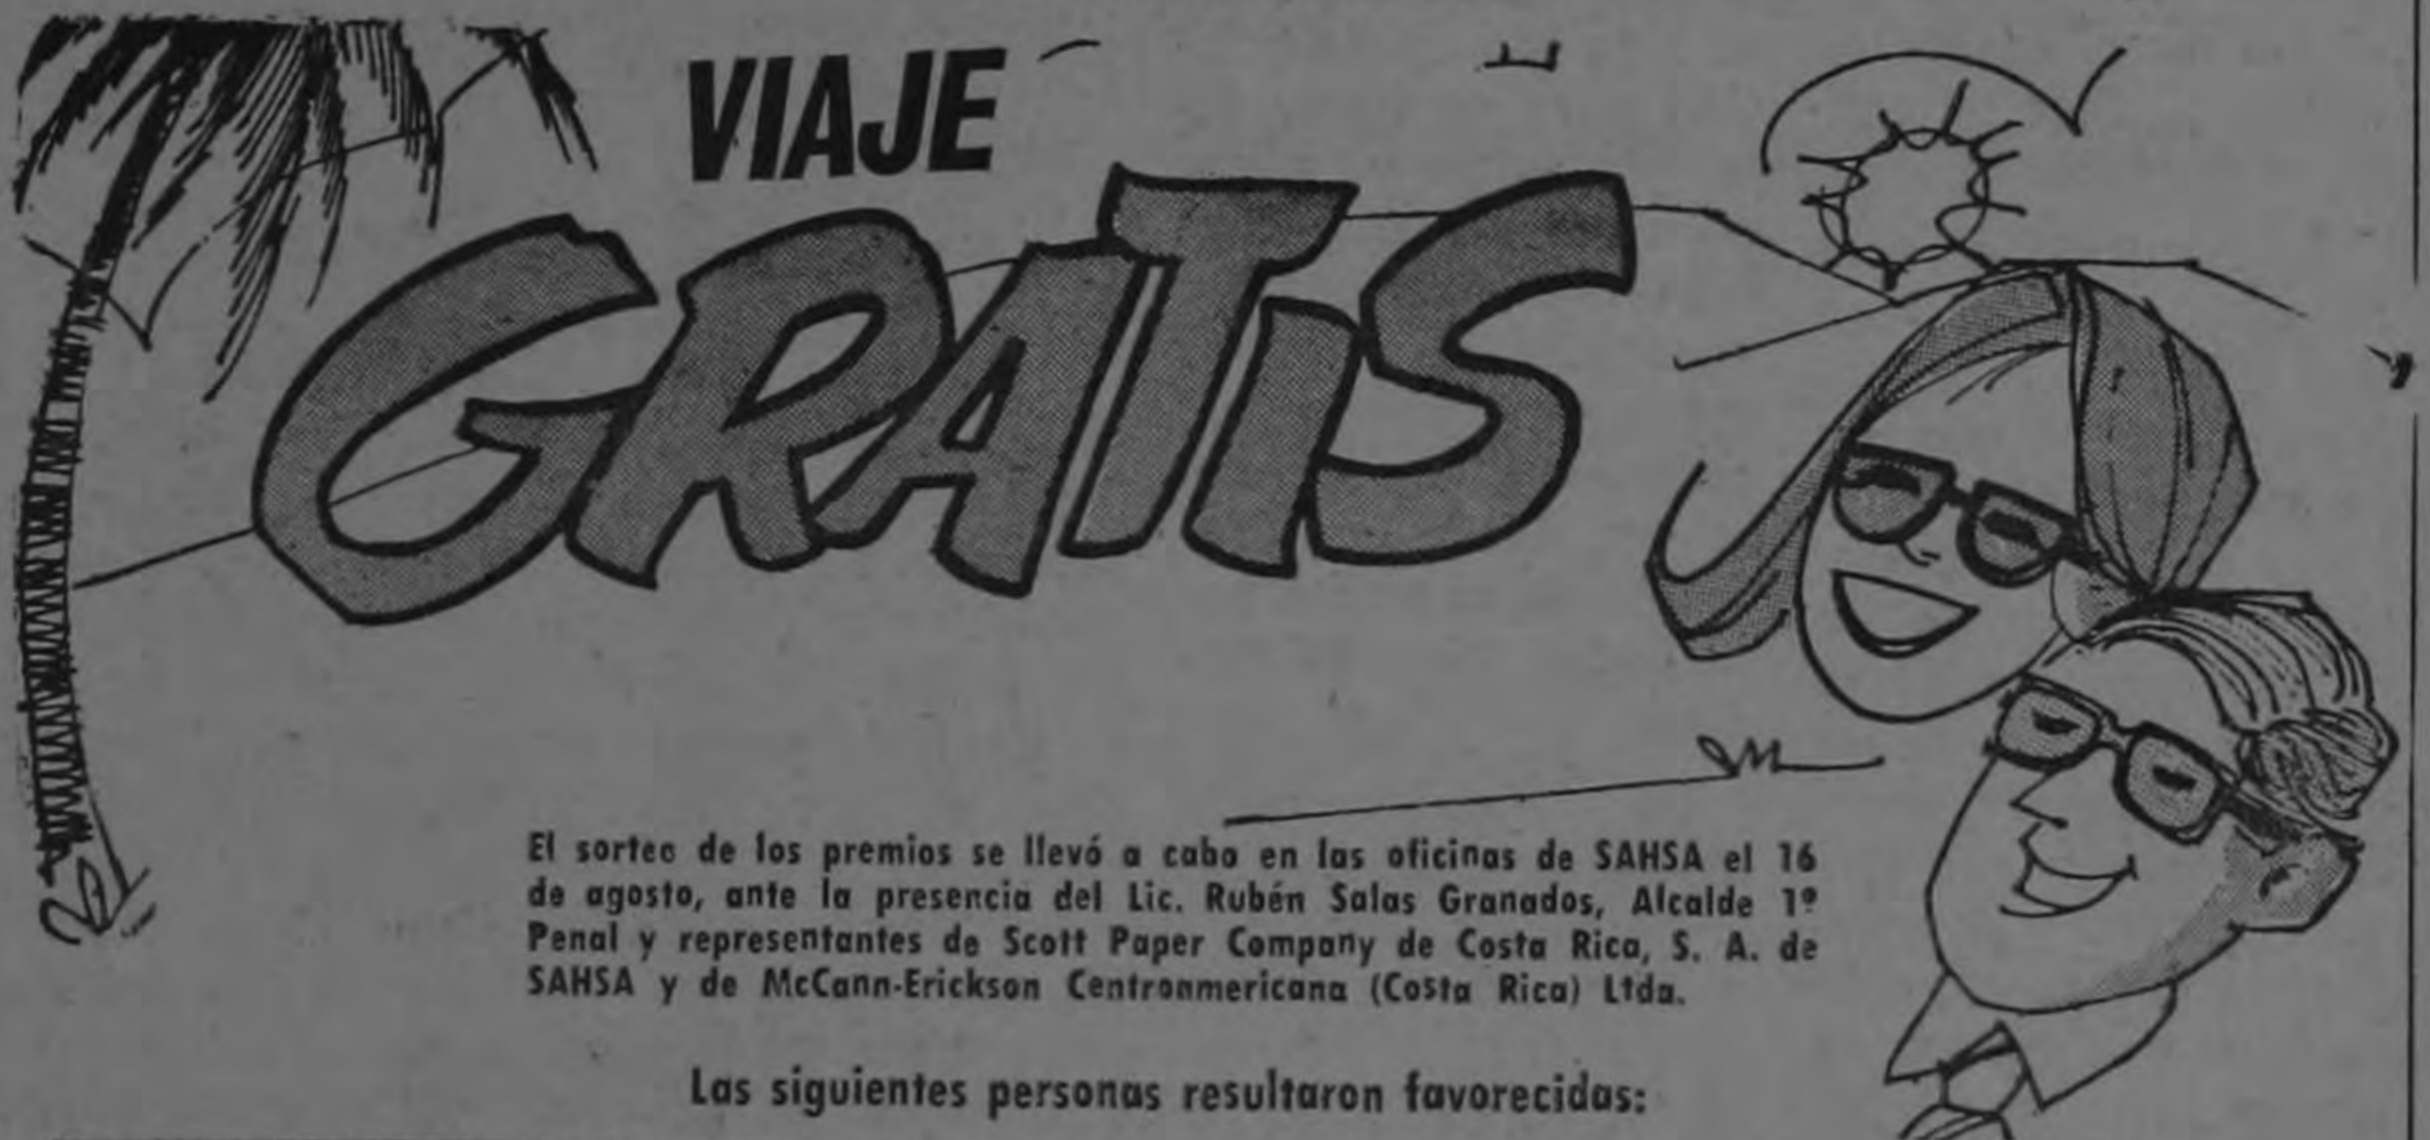 VIAJE
GRATIS
El sorteo de los premios se llevó a cabo en las oficinas de SAHSA el 16
de agosto, ante la presencia del Lic. Rubén Salas Granados, Alcalde 1º
Penal y representantes de Scott Paper Company de Costa Rica, S. A. de
SAHSA y de McCann-Erickson Centroamericana (Costa Rica) Ltda.
Las siguientes personas resultaron favorecidas: